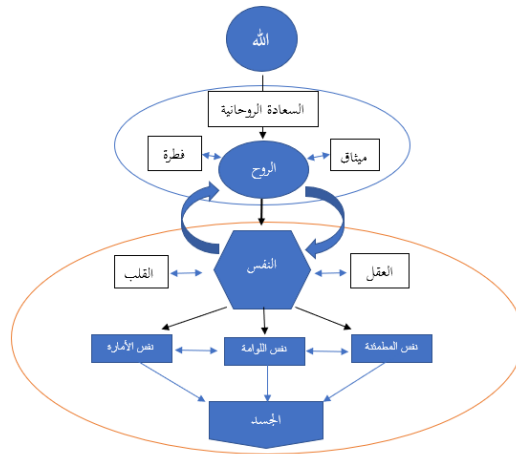 الله
السعادة الروحانية
ميثاق
فطرة
الروح
النفس
العقل
القلب
نفس المطمئنة
نفس اللوامة
نفس الأمارة
الجسد